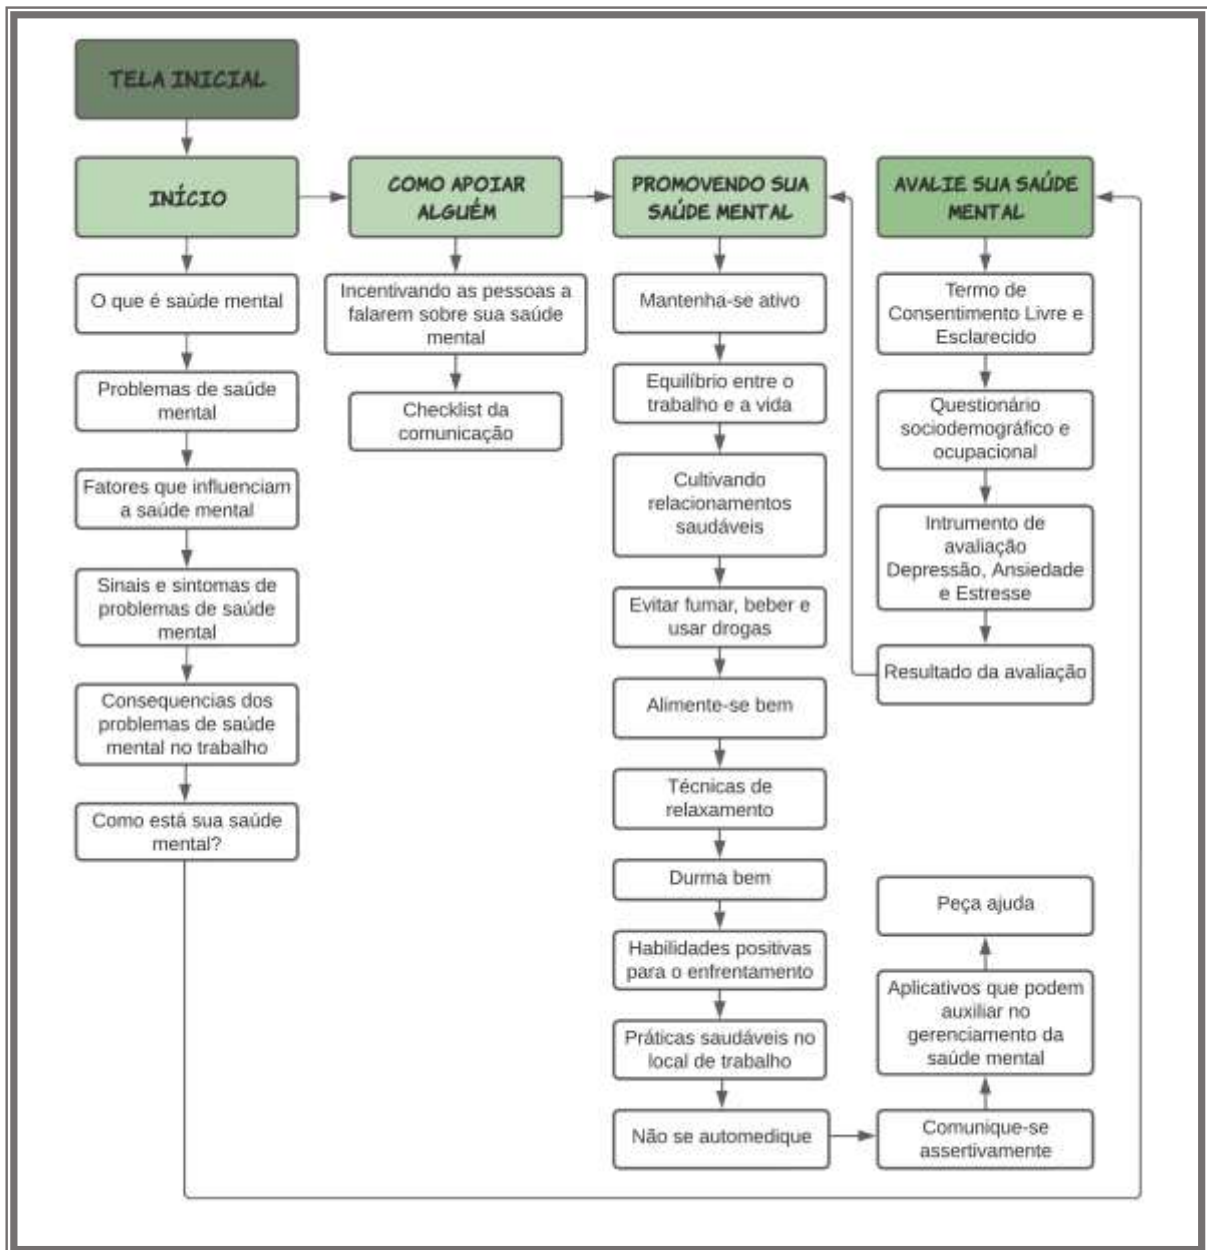 TELA INICIAL
INÍCIO
O que é saúde mental
Problemas de saúde
mental
Fatores que influenciam
a saúde mental
Sinais e sintomas de
problemas de saúde
mental
Consequencias dos
problemas de saúde
mental no trabalho
Como está sua saúde
mental?
COMO APOIAR
ALGUÉM
Incentivando as pessoas a
falarem sobre sua saúde
mental
Checklist da
comunicação
PROMOVENDO SUA
SAÚDE MENTAL
Mantenha-se ativo
Equilíbrio entre o
trabalho e a vida
Cultivando
relacionamentos
saudáveis
Evitar fumar, beber e
usar drogas
Alimente-se bem
Técnicas de
relaxamento
Durma bem
Habilidades positivas
para o enfrentamento
Práticas saudáveis no
local de trabalho
Não se automedique
Comunique-se
assertivamente
Aplicativos que podem
auxiliar no
gerenciamento da
saúde mental
Peça ajuda
AVALIE SUA SAÚDE
MENTAL
Termo de
Consentimento Livre e
Esclarecido
Questionário
sociodemográfico e
ocupacional
Intrumento de
avaliação
Depressão, Ansiedade
e Estresse
Resultado da avaliação